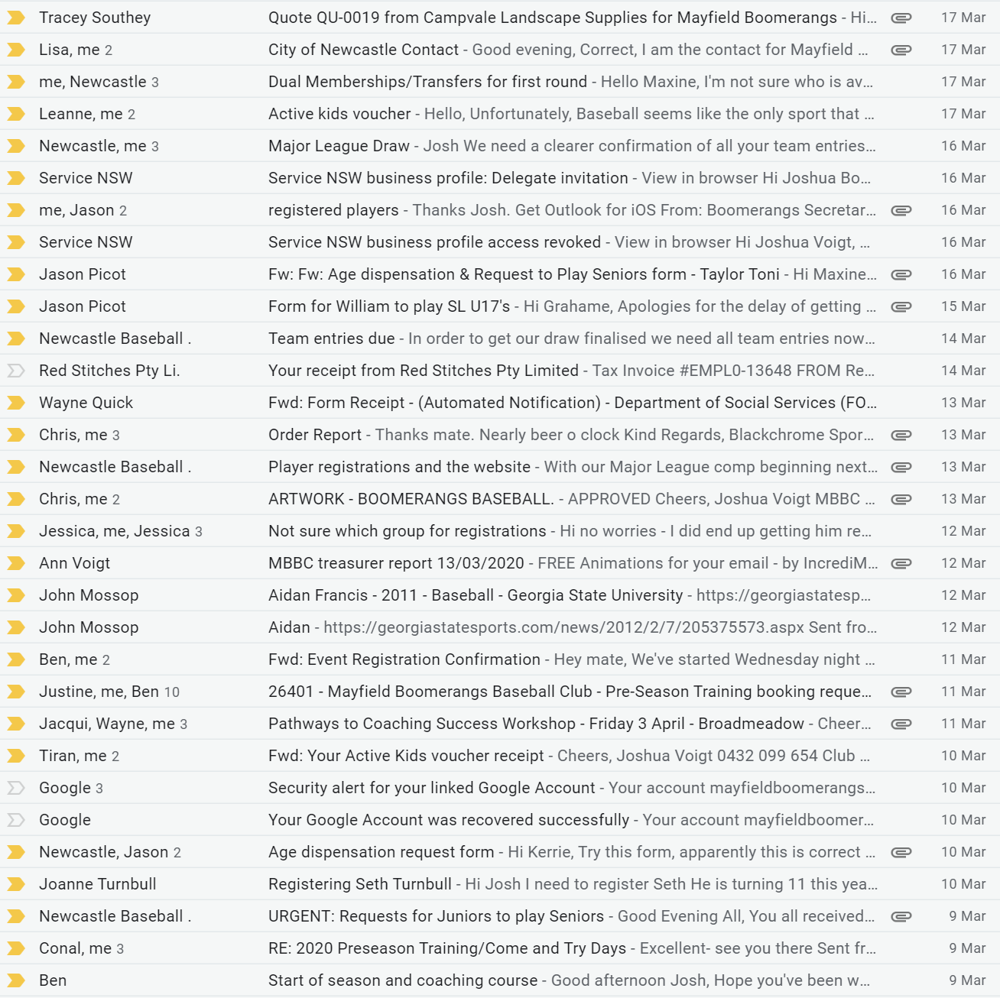 Tracey Southey Quote QU-0019 from Campvale Landscape Supplies for Mayfield Boomerangs - Hi... 17 Mar
Lisa, me 2 City of Newcastle Contact - Good evening, Correct, I am the contact for Mayfield ... 17 Mar
me, Newcastle 3 Dual Memberships/Transfers for first round - Hello Maxine, I'm not sure who is av... 17 Mar
Leanne, me 2 Active kids voucher - Hello, Unfortunately, Baseball seems like the only sport that ... 17 Mar
Newcastle, me 3 Major League Draw - Josh We need a clearer confirmation of all your team entries... 16 Mar
Service NSW Service NSW business profile: Delegate invitation - View in browser Hi Joshua Bo... 16 Mar
me, Jason 2 registered players - Thanks Josh. Get Outlook for iOS From: Boomerangs Secretar... 16 Mar
Service NSW Service NSW business profile access revoked - View in browser Hi Joshua Voigt, ... 16 Mar
Jason Picot Fw: Fw: Age dispensation & Request to Play Seniors form - Taylor Toni - Hi Maxine... 16 Mar
Jason Picot Form for William to play SL U17's - Hi Grahame, Apologies for the delay of getting ... 15 Mar
Newcastle Baseball . Team entries due - In order to get our draw finalised we need all team entries now... 14 Mar
Red Stitches Pty Li. Your receipt from Red Stitches Pty Limited - Tax Invoice #EMPL0-13648 FROM Re... 14 Mar
Wayne Quick Fwd: Form Receipt - (Automated Notification) - Department of Social Services (FO... 13 Mar
Chris, me 3 Order Report - Thanks mate. Nearly beer o clock Kind Regards, Blackchrome Spor... 13 Mar
Newcastle Baseball . Player registrations and the website - With our Major League comp beginning next... 13 Mar
Chris, me 2 ARTWORK - BOOMERANGS BASEBALL. - APPROVED Cheers, Joshua Voigt MBBC ... 13 Mar
Jessica, me, Jessica 3 Not sure which group for registrations - Hi no worries - I did end up getting him re... 12 Mar
Ann Voigt MBBC treasurer report 13/03/2020 - FREE Animations for your email - by IncrediM... 12 Mar
John Mossop Aidan Francis - 2011 - Baseball - Georgia State University - https://georgiastatesp... 12 Mar
John Mossop Aidan - https://georgiastatesports.com/news/2012/2/7/205375573.aspx Sent fro... 12 Mar
Ben, me 2 Fwd: Event Registration Confirmation - Hey mate, We've started Wednesday night ... 11 Mar
Justine, me, Ben 10 26401 - Mayfield Boomerangs Baseball Club - Pre-Season Training booking reque... 11 Mar
Jacqui, Wayne, me 3 Pathways to Coaching Success Workshop - Friday 3 April - Broadmeadow - Cheer... 11 Mar
Tiran, me 2 Fwd: Your Active Kids voucher receipt - Cheers, Joshua Voigt 0432 099 654 Club ... 10 Mar
Google 3 Security alert for your linked Google Account - Your account mayfieldboomerangs... 10 Mar
Google Your Google Account was recovered successfully - Your account mayfieldboomer... 10 Mar
Newcastle, Jason 2 Age dispensation request form - Hi Kerrie, Try this form, apparently this is correct ... 10 Mar
Joanne Turnbull Registering Seth Turnbull - Hi Josh I need to register Seth He is turning 11 this yea... 10 Mar
Newcastle Baseball . URGENT: Requests for Juniors to play Seniors - Good Evening All, You all received... 9 Mar
Conal, me 3 RE: 2020 Preseason Training/Come and Try Days - Excellent- see you there Sent fr... 9 Mar
Ben Start of season and coaching course - Good afternoon Josh, Hope you've been w... 9 Mar